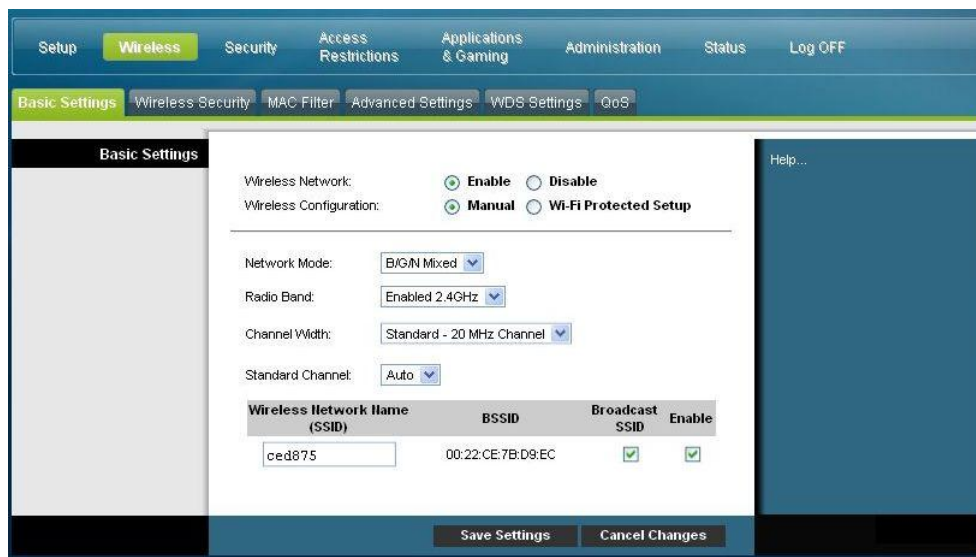 Setup Wireless Security Access Restrictions Applications & Gaming Administration Status Log OFF
Basic Settings Wireless Security MAC Filter Advanced Settings WDS Settings QoS
Basic Settings
Help...
Wireless Network: Enable Disable
Wireless Configuration: Manual Wi-Fi Protected Setup
Network Mode: B/G/N Mixed
Radio Band: Enabled 2.4GHz
Channel Width: Standard - 20 MHz Channel
Standard Channel: Auto
Wireless Network Name (SSID) BSSID Broadcast SSID Enable
ced875 00:22:CE:7B:D9:EC
Save Settings Cancel Changes